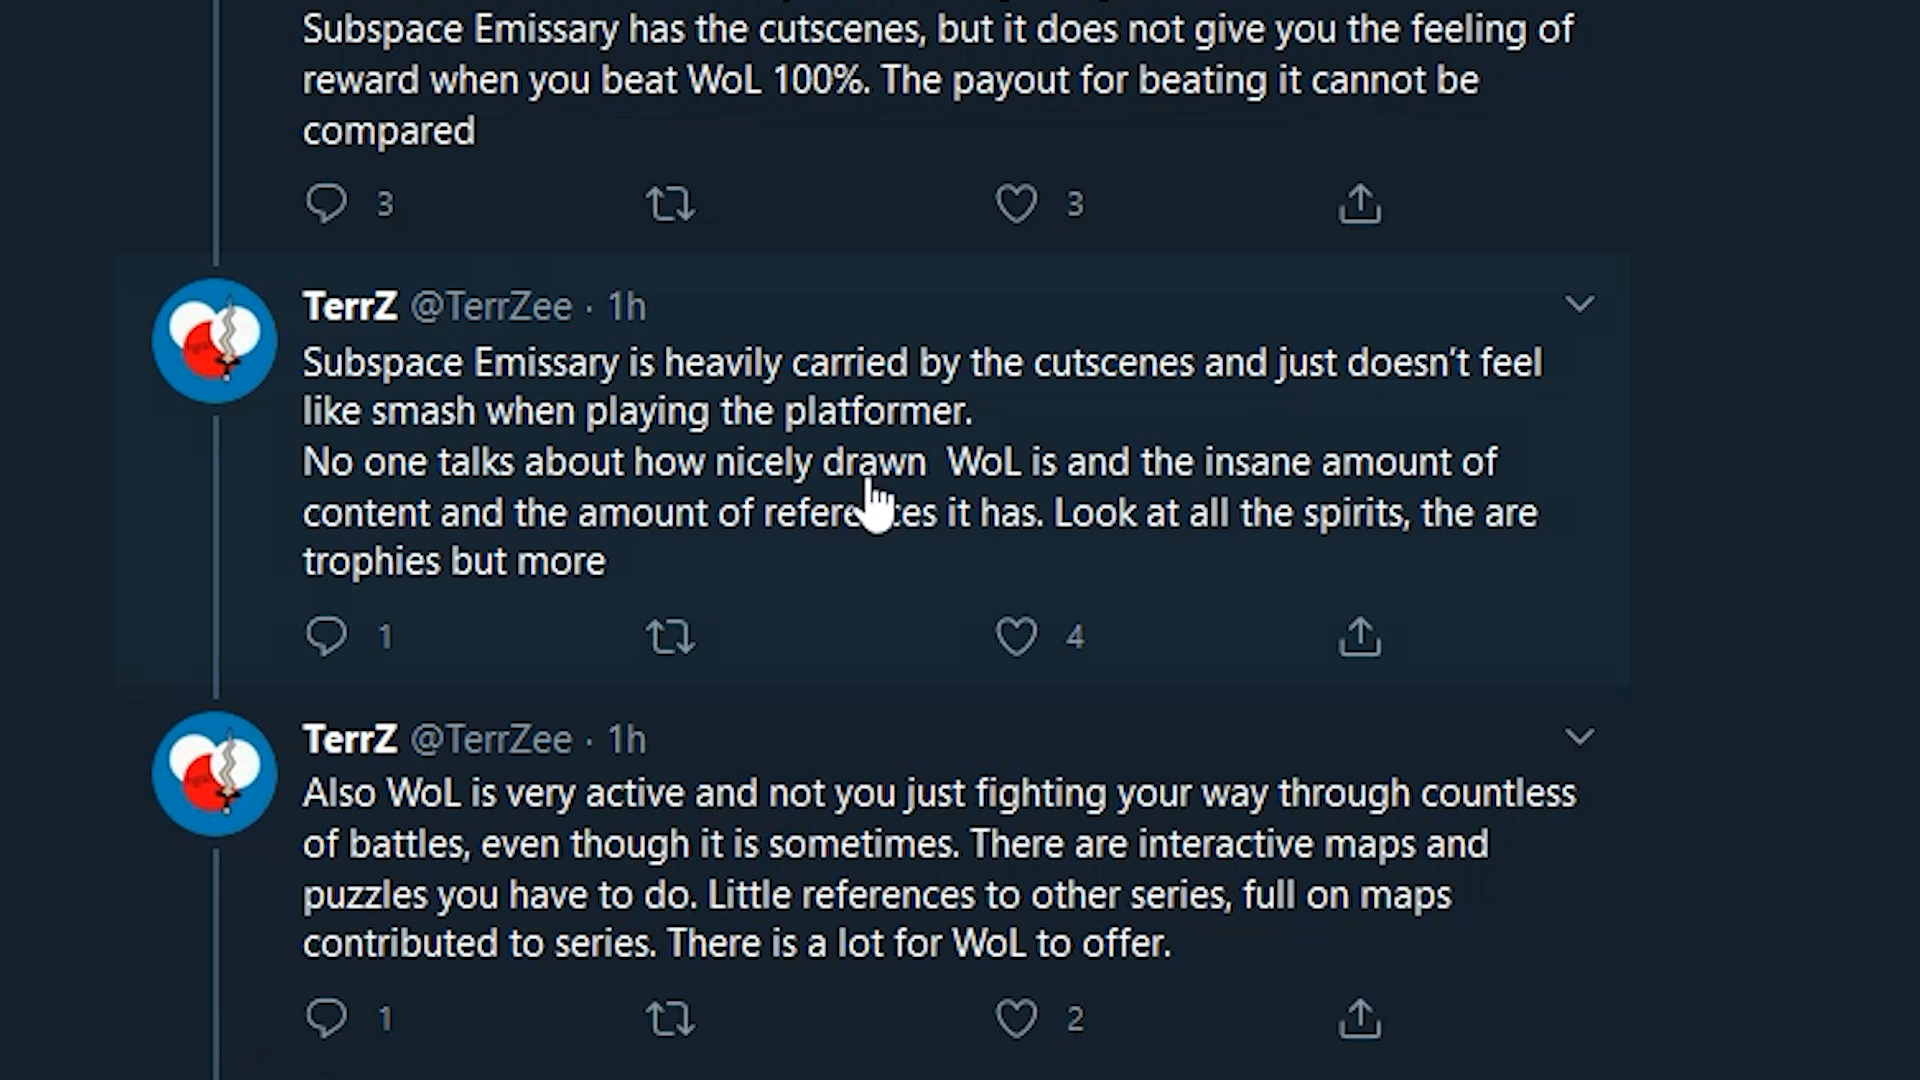 Subspace Emissary has the cutscenes, but it does not give you the feeling of
reward when you beat WoL 100%. The payout for beating it cannot be
compared
3 3
TerrZ @TerrZee · 1h
Subspace Emissary is heavily carried by the cutscenes and just doesn't feel
like smash when playing the platformer.
No one talks about how nicely drawn  WoL is and the insane amount of
content and the amount of references it has. Look at all the spirits, the are
trophies but more
1 4
TerrZ @TerrZee · 1h
Also WoL is very active and not you just fighting your way through countless
of battles, even though it is sometimes. There are interactive maps and
puzzles you have to do. Little references to other series, full on maps
contributed to series. There is a lot for WoL to offer.
1 2